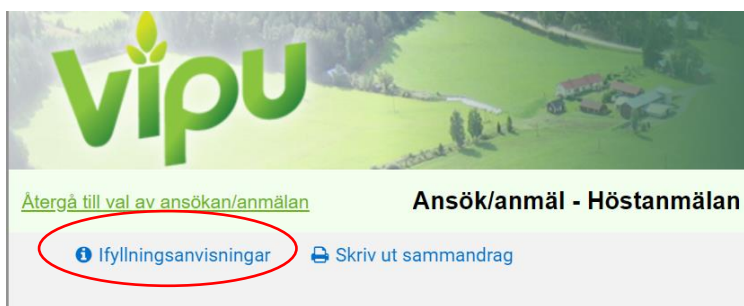 Vipu
Återgå till val av ansökan/anmälan Ansök/anmäl - Höstanmälan
Ifyllningsanvisningar Skriv ut sammandrag